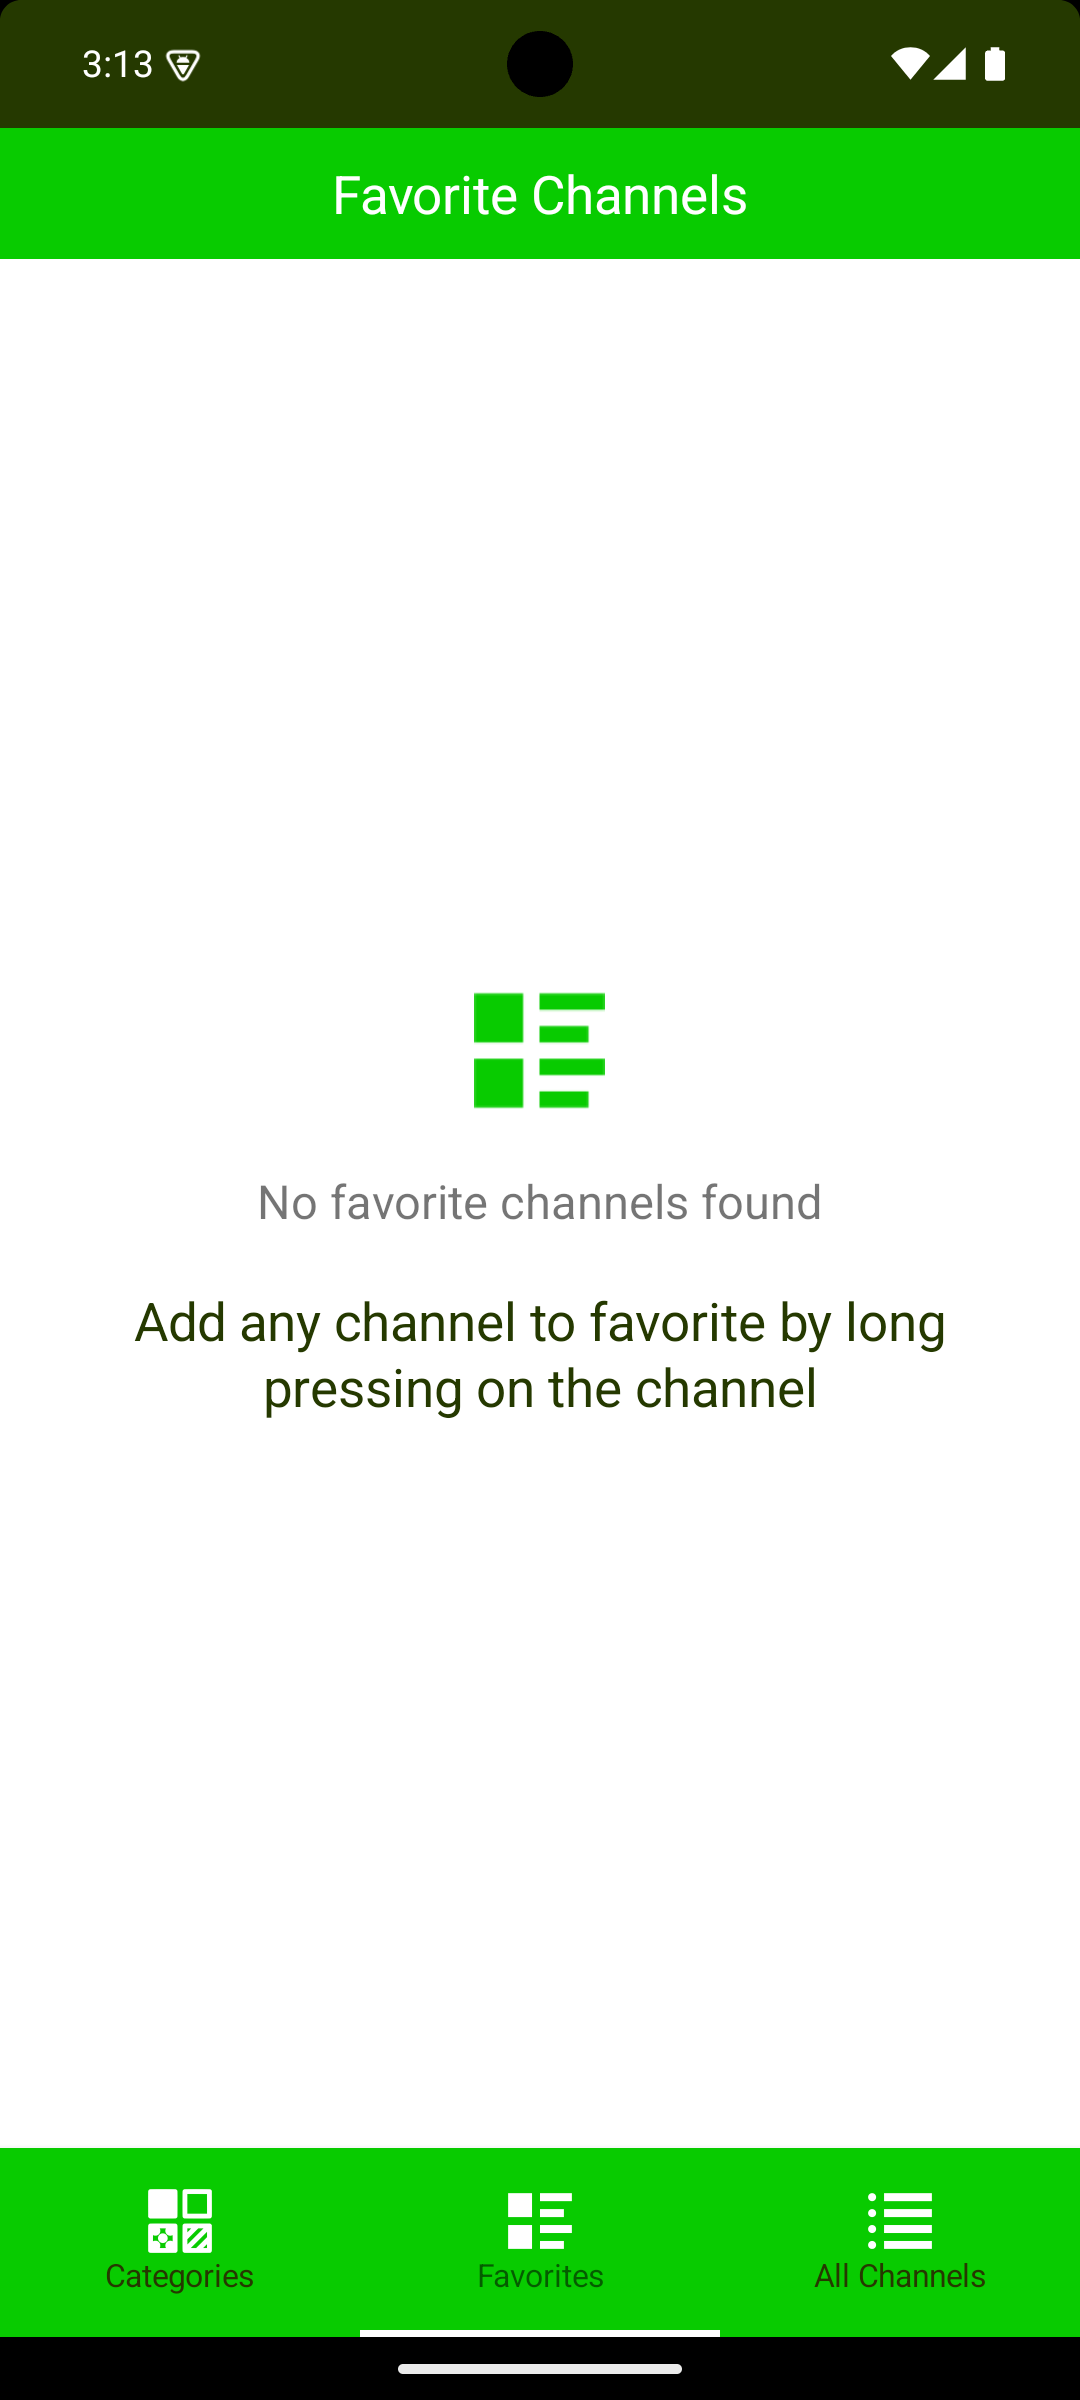 3:13
Favorite Channels
No favorite channels found
Add any channel to favorite by long
pressing on the channel
Categories
Favorites
All Channels